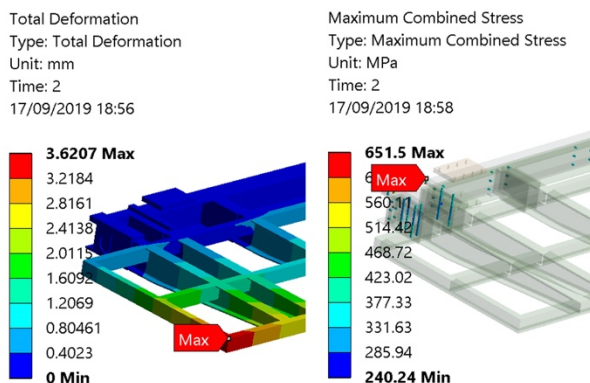 Total Deformation
Type: Total Deformation
Unit: mm
Time: 2
17/09/2019 18:56
3.6207 Max
3.2184
2.8161
2.4138
2.0115
1.6092
1.2069
0.80461
0.4023
0 Min
Max
Maximum Combined Stress
Type: Maximum Combined Stress
Unit: MPa
Time: 2
17/09/2019 18:58
651.5 Max
Max
560.11
514.42
468.72
423.02
377.33
331.63
285.94
240.24 Min